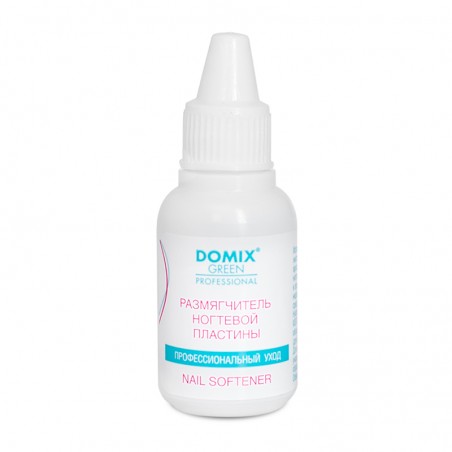 DOMIX®
GREEN
PROFESSIONAL
РАЗМЯГЧИТЕЛЬ
НОГТЕВОЙ
ПЛАСТИНЫ
ПРОФЕССИОНАЛЬНЫЙ УХОД
NAIL SOFTENER